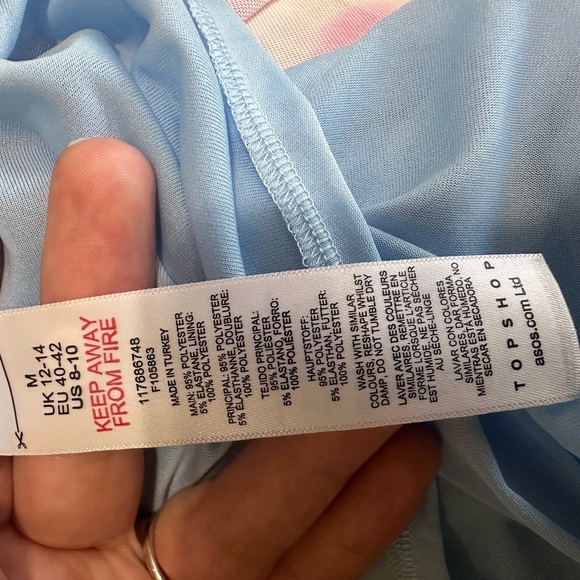 M
UK 12-14
EU 40-42
US 8-10
KEEP AWAY
FROM FIRE
117686748
MADE IN TURKEY
F105863
MAIN: 95% POLYESTER
5% ELASTANE, LINING:
100% POLYESTER
PRINCIPAL: 95% POLYESTER
5% ELASTHANNE, DOUBLURE:
100% POLYESTER
TEJIDO PRINCIPAL:
95% POLIÉSTER
5% ELASTANO, FORRO:
100% POLIÉSTER
HAUPTSTOFF:
95% POLYESTER
5% ELASTHAN, FUTTER:
100% POLYESTER
WASH WITH SIMILAR
COLOURS, RESHAPE WHILST
DAMP, DO NOT TUMBLE DRY
LAVER AVEC DES COULEURS
SIMILAIRES, REMETTRE EN
FORME LORSQUE L'ARTICLE
EST HUMIDE, NE PAS SÉCHER
AU SÈCHE-LINGE
LAVAR CON COLORES
SIMILARES, DAR FORMA
MIENTRAS ESTA HÚMEDA, NO
SECAR EN SECADORA
TOPSHOP
asos.com Ltd